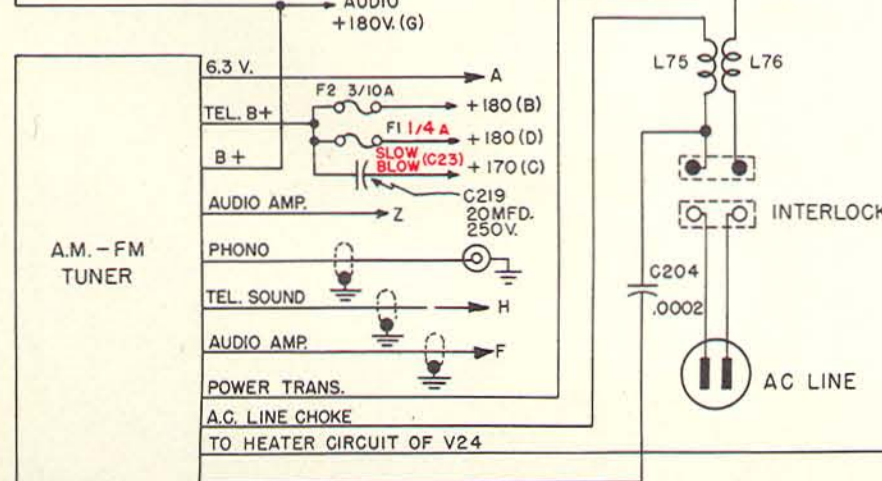 AUDIO
+180V. (G)
L75
L76
6.3 V.
A
F2 3/10A
+180 (B)
TEL. B+
F1 1/4 A
+180 (D)
SLOW
BLOW (C23)
+170 (C)
B+
C219
20MFD.
250V.
AUDIO AMP.
Z
INTERLOCK
A.M.-FM
TUNER
PHONO
C204
.0002
TEL. SOUND
H
AUDIO AMP.
F
AC LINE
POWER TRANS.
A.C. LINE CHOKE
TO HEATER CIRCUIT OF V24